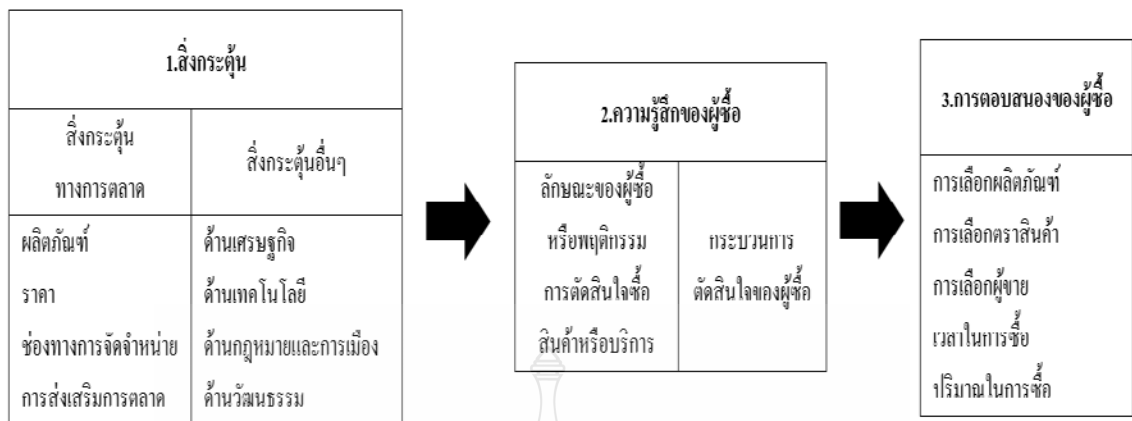 1.สิ่งกระตุ้น
สิ่งกระตุ้น
ทางการตลาด
สิ่งกระตุ้นอื่นๆ
ผลิตภัณฑ์
ราคา
ช่องทางการจัดจำหน่าย
การส่งเสริมการตลาด
ด้านเศรษฐกิจ
ด้านเทคโนโลยี
ด้านกฎหมายและการเมือง
ด้านวัฒนธรรม
2.ความรู้สึกของผู้ซื้อ
ลักษณะของผู้ซื้อ
หรือพฤติกรรม
การตัดสินใจซื้อ
สินค้าหรือบริการ
กระบวนการ
ตัดสินใจของผู้ซื้อ
3.การตอบสนองของผู้ซื้อ
การเลือกผลิตภัณฑ์
การเลือกตราสินค้า
การเลือกผู้ขาย
เวลาในการซื้อ
ปริมาณในการซื้อ